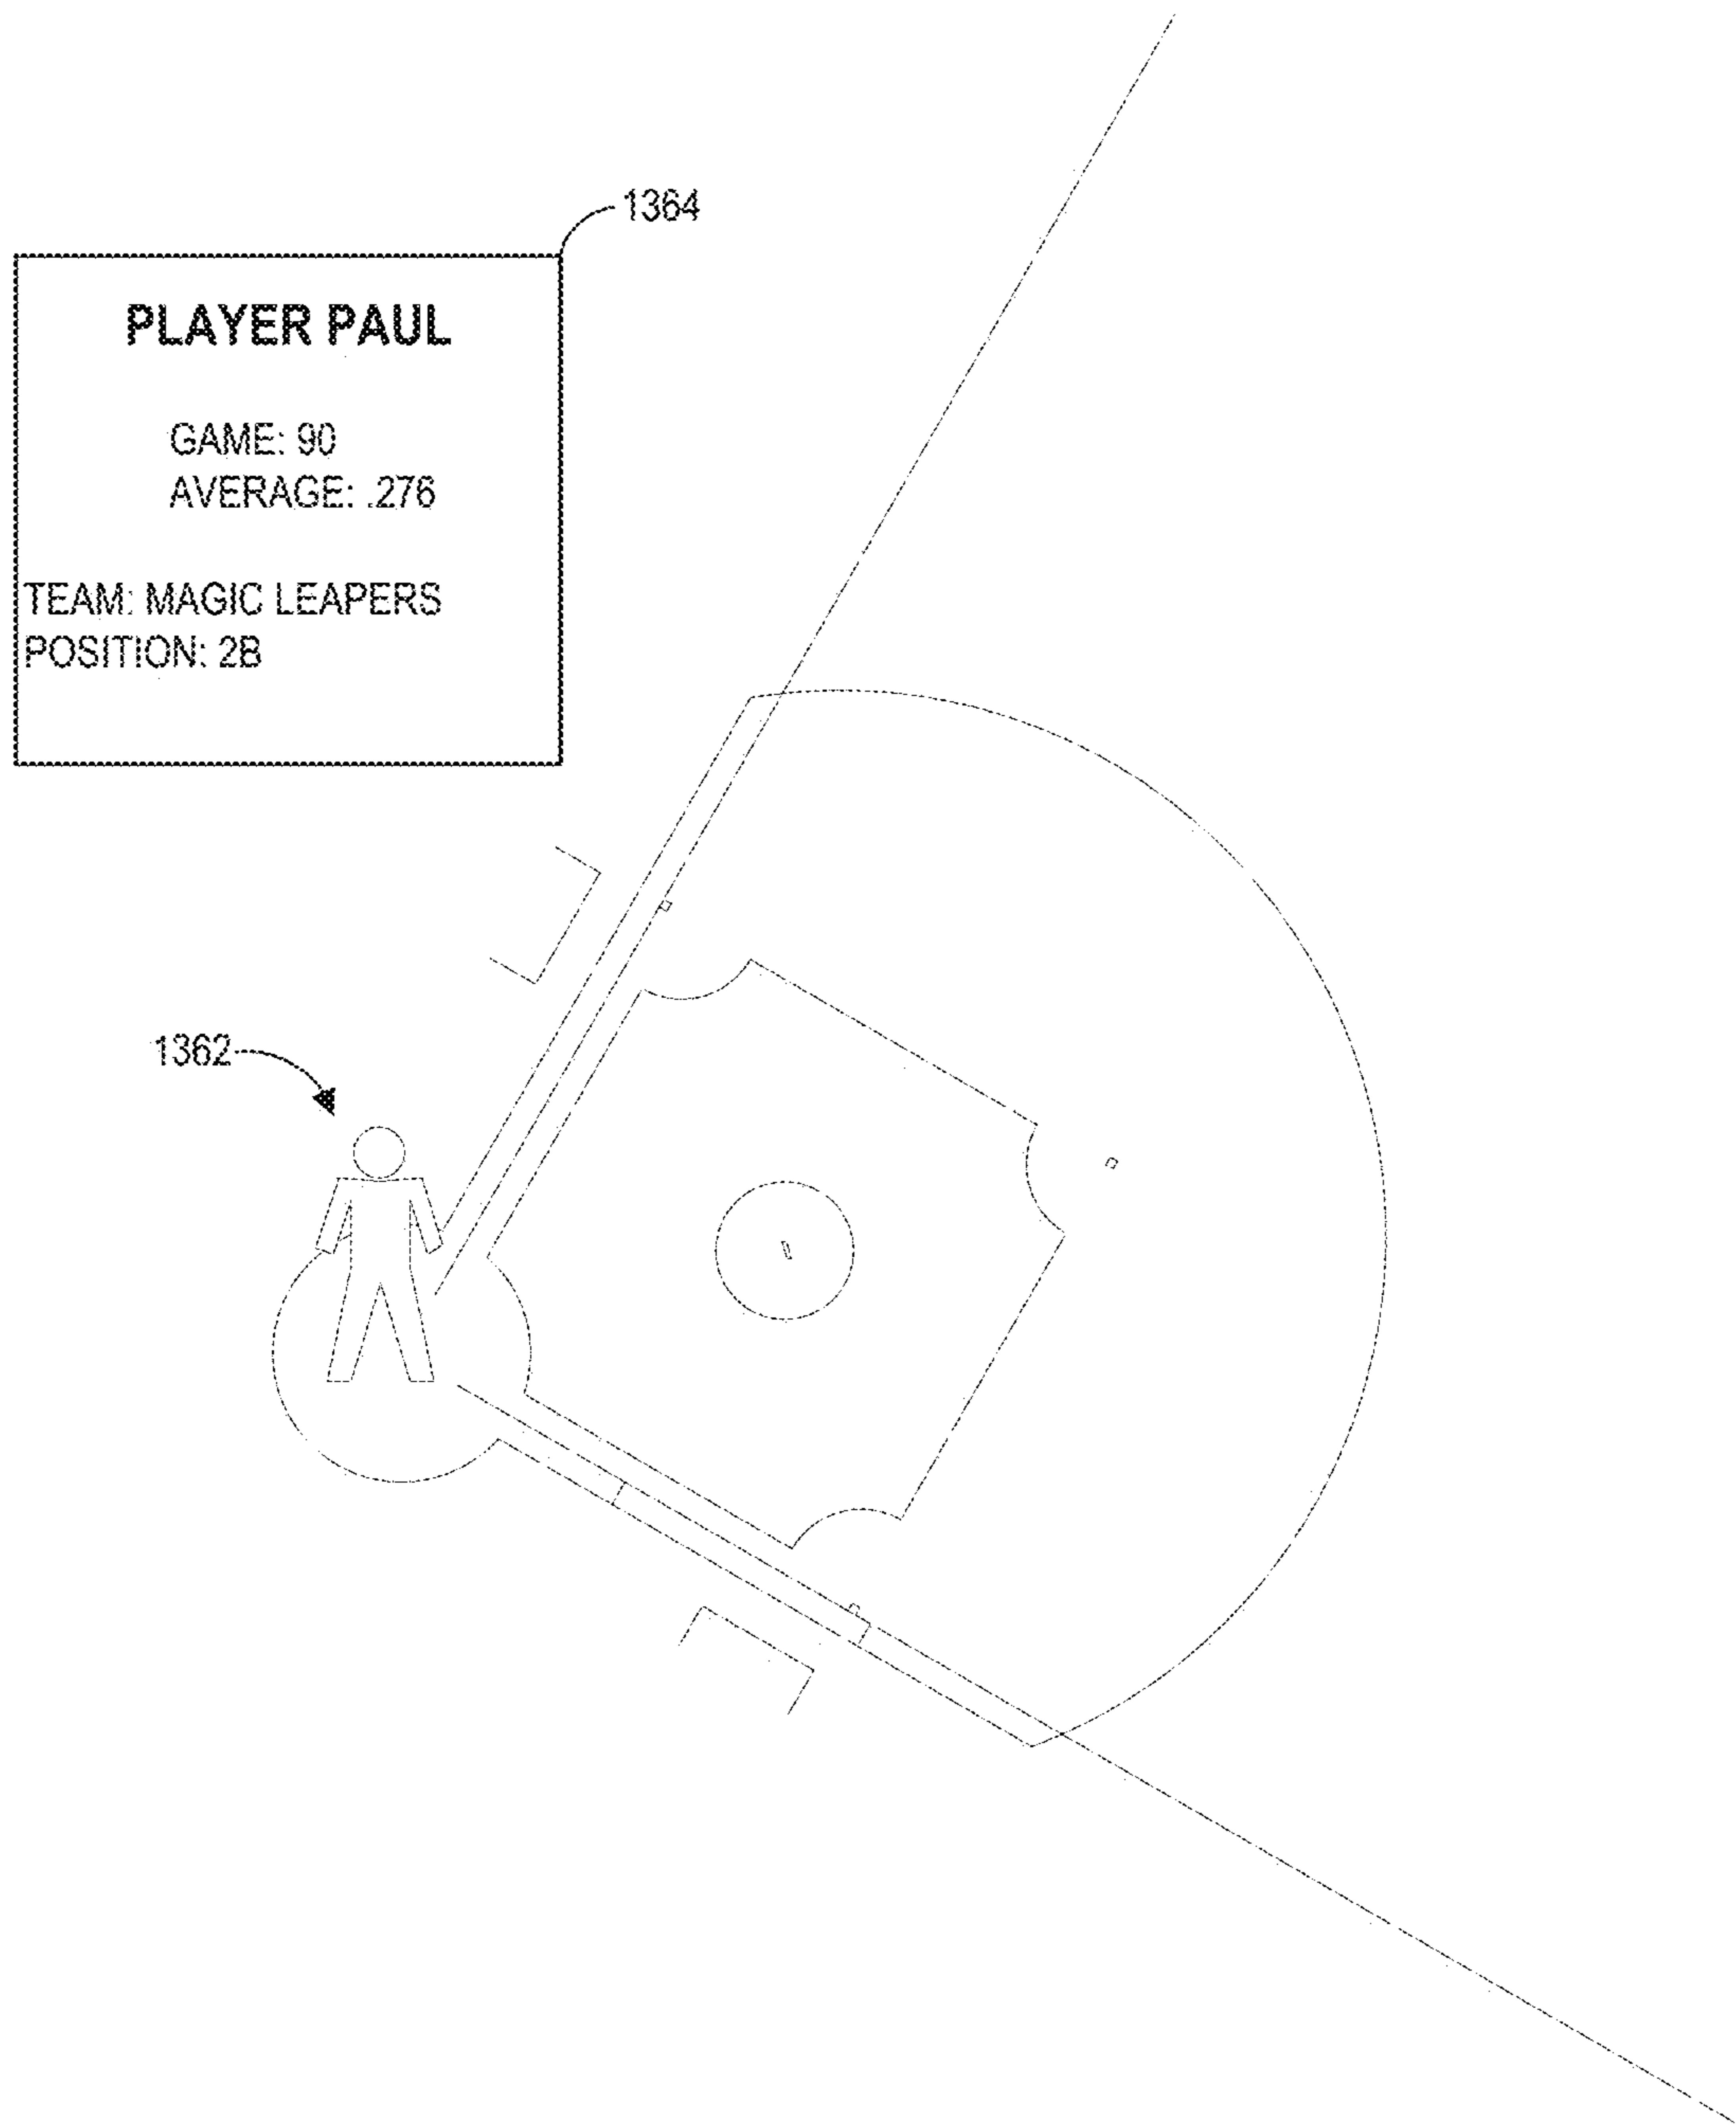 1364
PLAYER PAUL
GAME: 90
AVERAGE: .276
TEAM: MAGIC LEAPERS
POSITION: 2B
1362